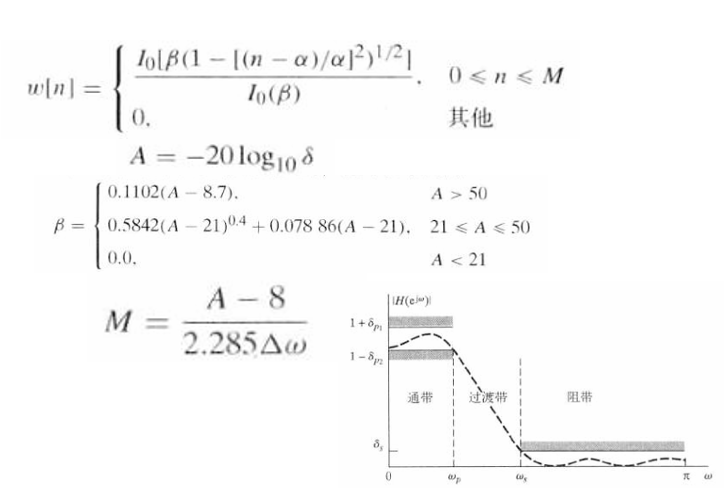 w[n] = { I₀[β(1 − [(n − α)/α]²)^{1/2}] / I₀(β), 0 ⩽ n ⩽ M
0, 其他
A = −20 log₁₀ δ
β = { 0.1102(A − 8.7), A > 50
0.5842(A − 21)^{0.4} + 0.078 86(A − 21), 21 ⩽ A ⩽ 50
0.0, A < 21
M = (A − 8) / (2.285Δω)
|H(e^{jω})|
1 + δ_{p₁}
1 − δ_{p₂}
通带 过渡带 阻带
δ_s
0 ω_p ω_s π ω